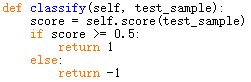 def classify(self, test_sample):
    score = self.score(test_sample)
    if score >= 0.5:
        return 1
    else:
        return -1